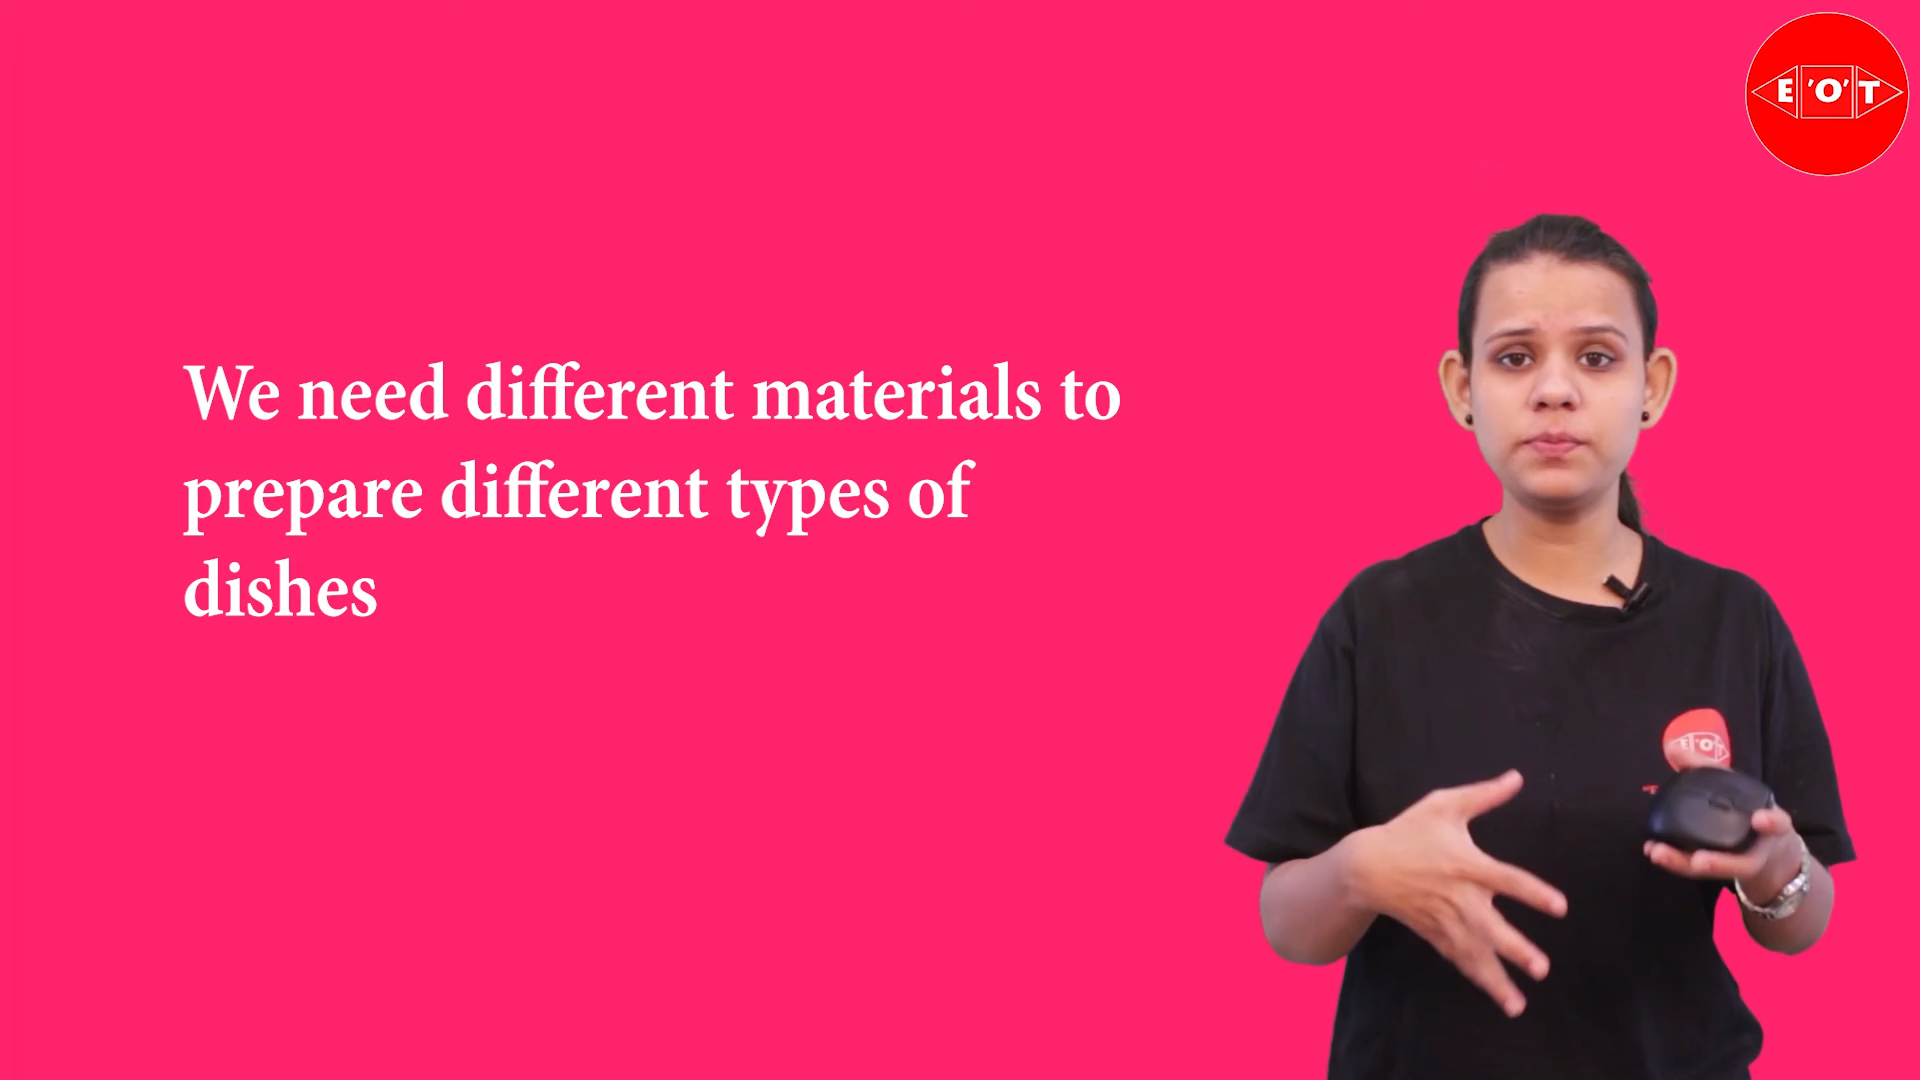 E 'O' T
We need different materials to
prepare different types of
dishes
E 'O' T